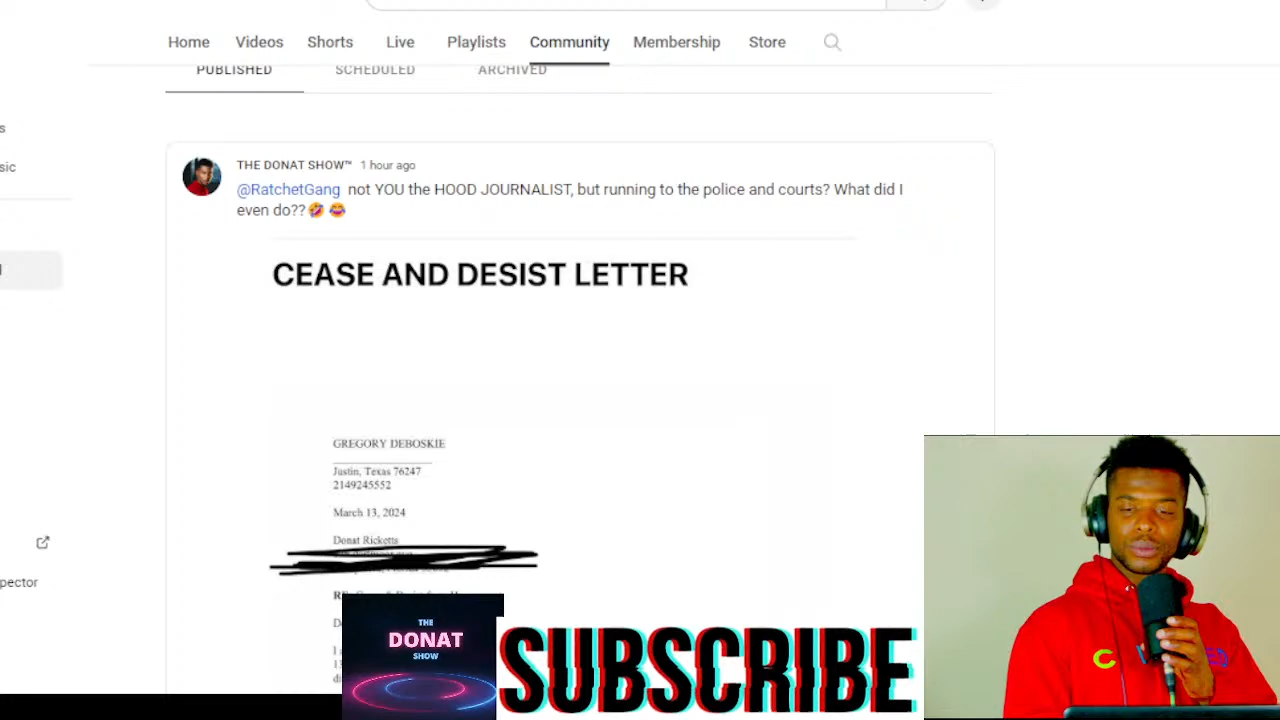 Home Videos Shorts Live Playlists Community Membership Store
PUBLISHED SCHEDULED ARCHIVED
s
sic
THE DONAT SHOW™ 1 hour ago
@RatchetGang not YOU the HOOD JOURNALIST, but running to the police and courts? What did I
even do??🤣😂
CEASE AND DESIST LETTER
GREGORY DEBOSKIE
Justin, Texas 76247
2149245552
March 13, 2024
Donat Ricketts
pector
THE
DONAT
SHOW
SUBSCRIBE